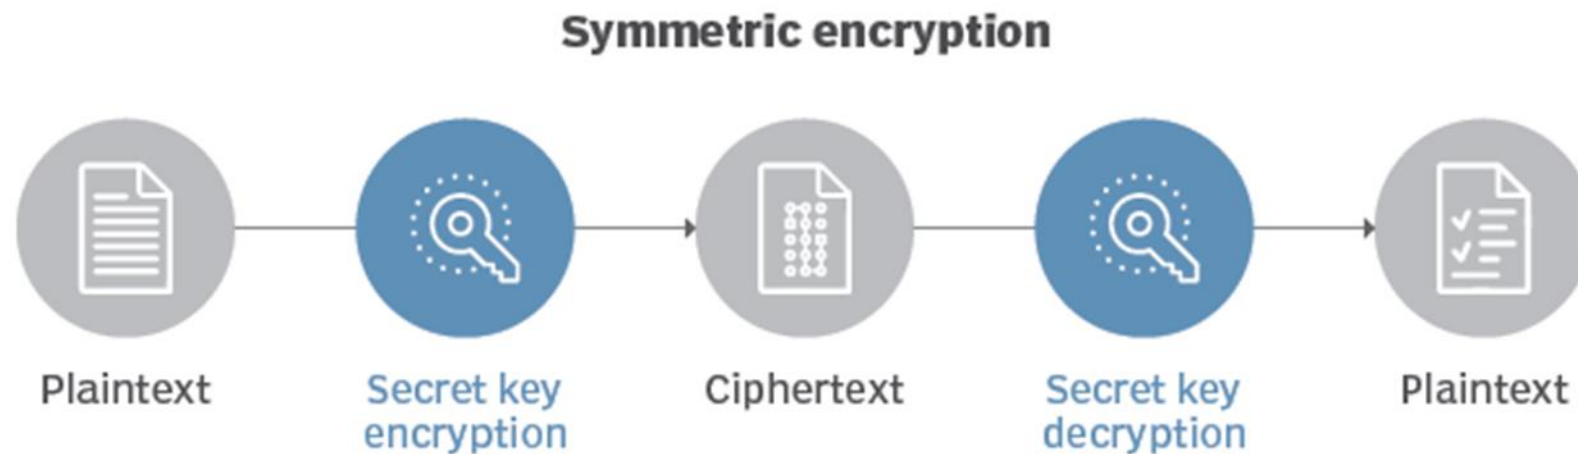 Symmetric encryption
Plaintext
Secret key
encryption
Ciphertext
Secret key
decryption
Plaintext